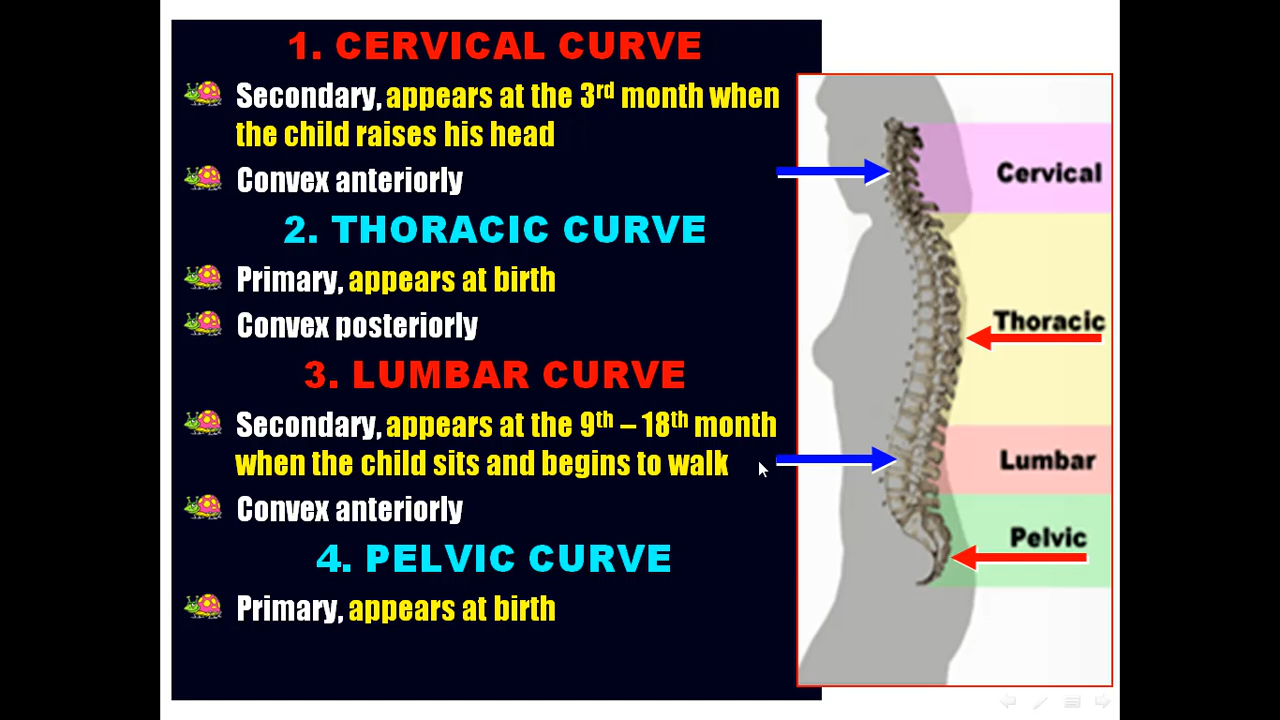 1. CERVICAL CURVE
Secondary, appears at the 3rd month when
the child raises his head
Convex anteriorly
2. THORACIC CURVE
Primary, appears at birth
Convex posteriorly
3. LUMBAR CURVE
Secondary, appears at the 9th – 18th month
when the child sits and begins to walk
Convex anteriorly
4. PELVIC CURVE
Primary, appears at birth
Cervical
Thoracic
Lumbar
Pelvic